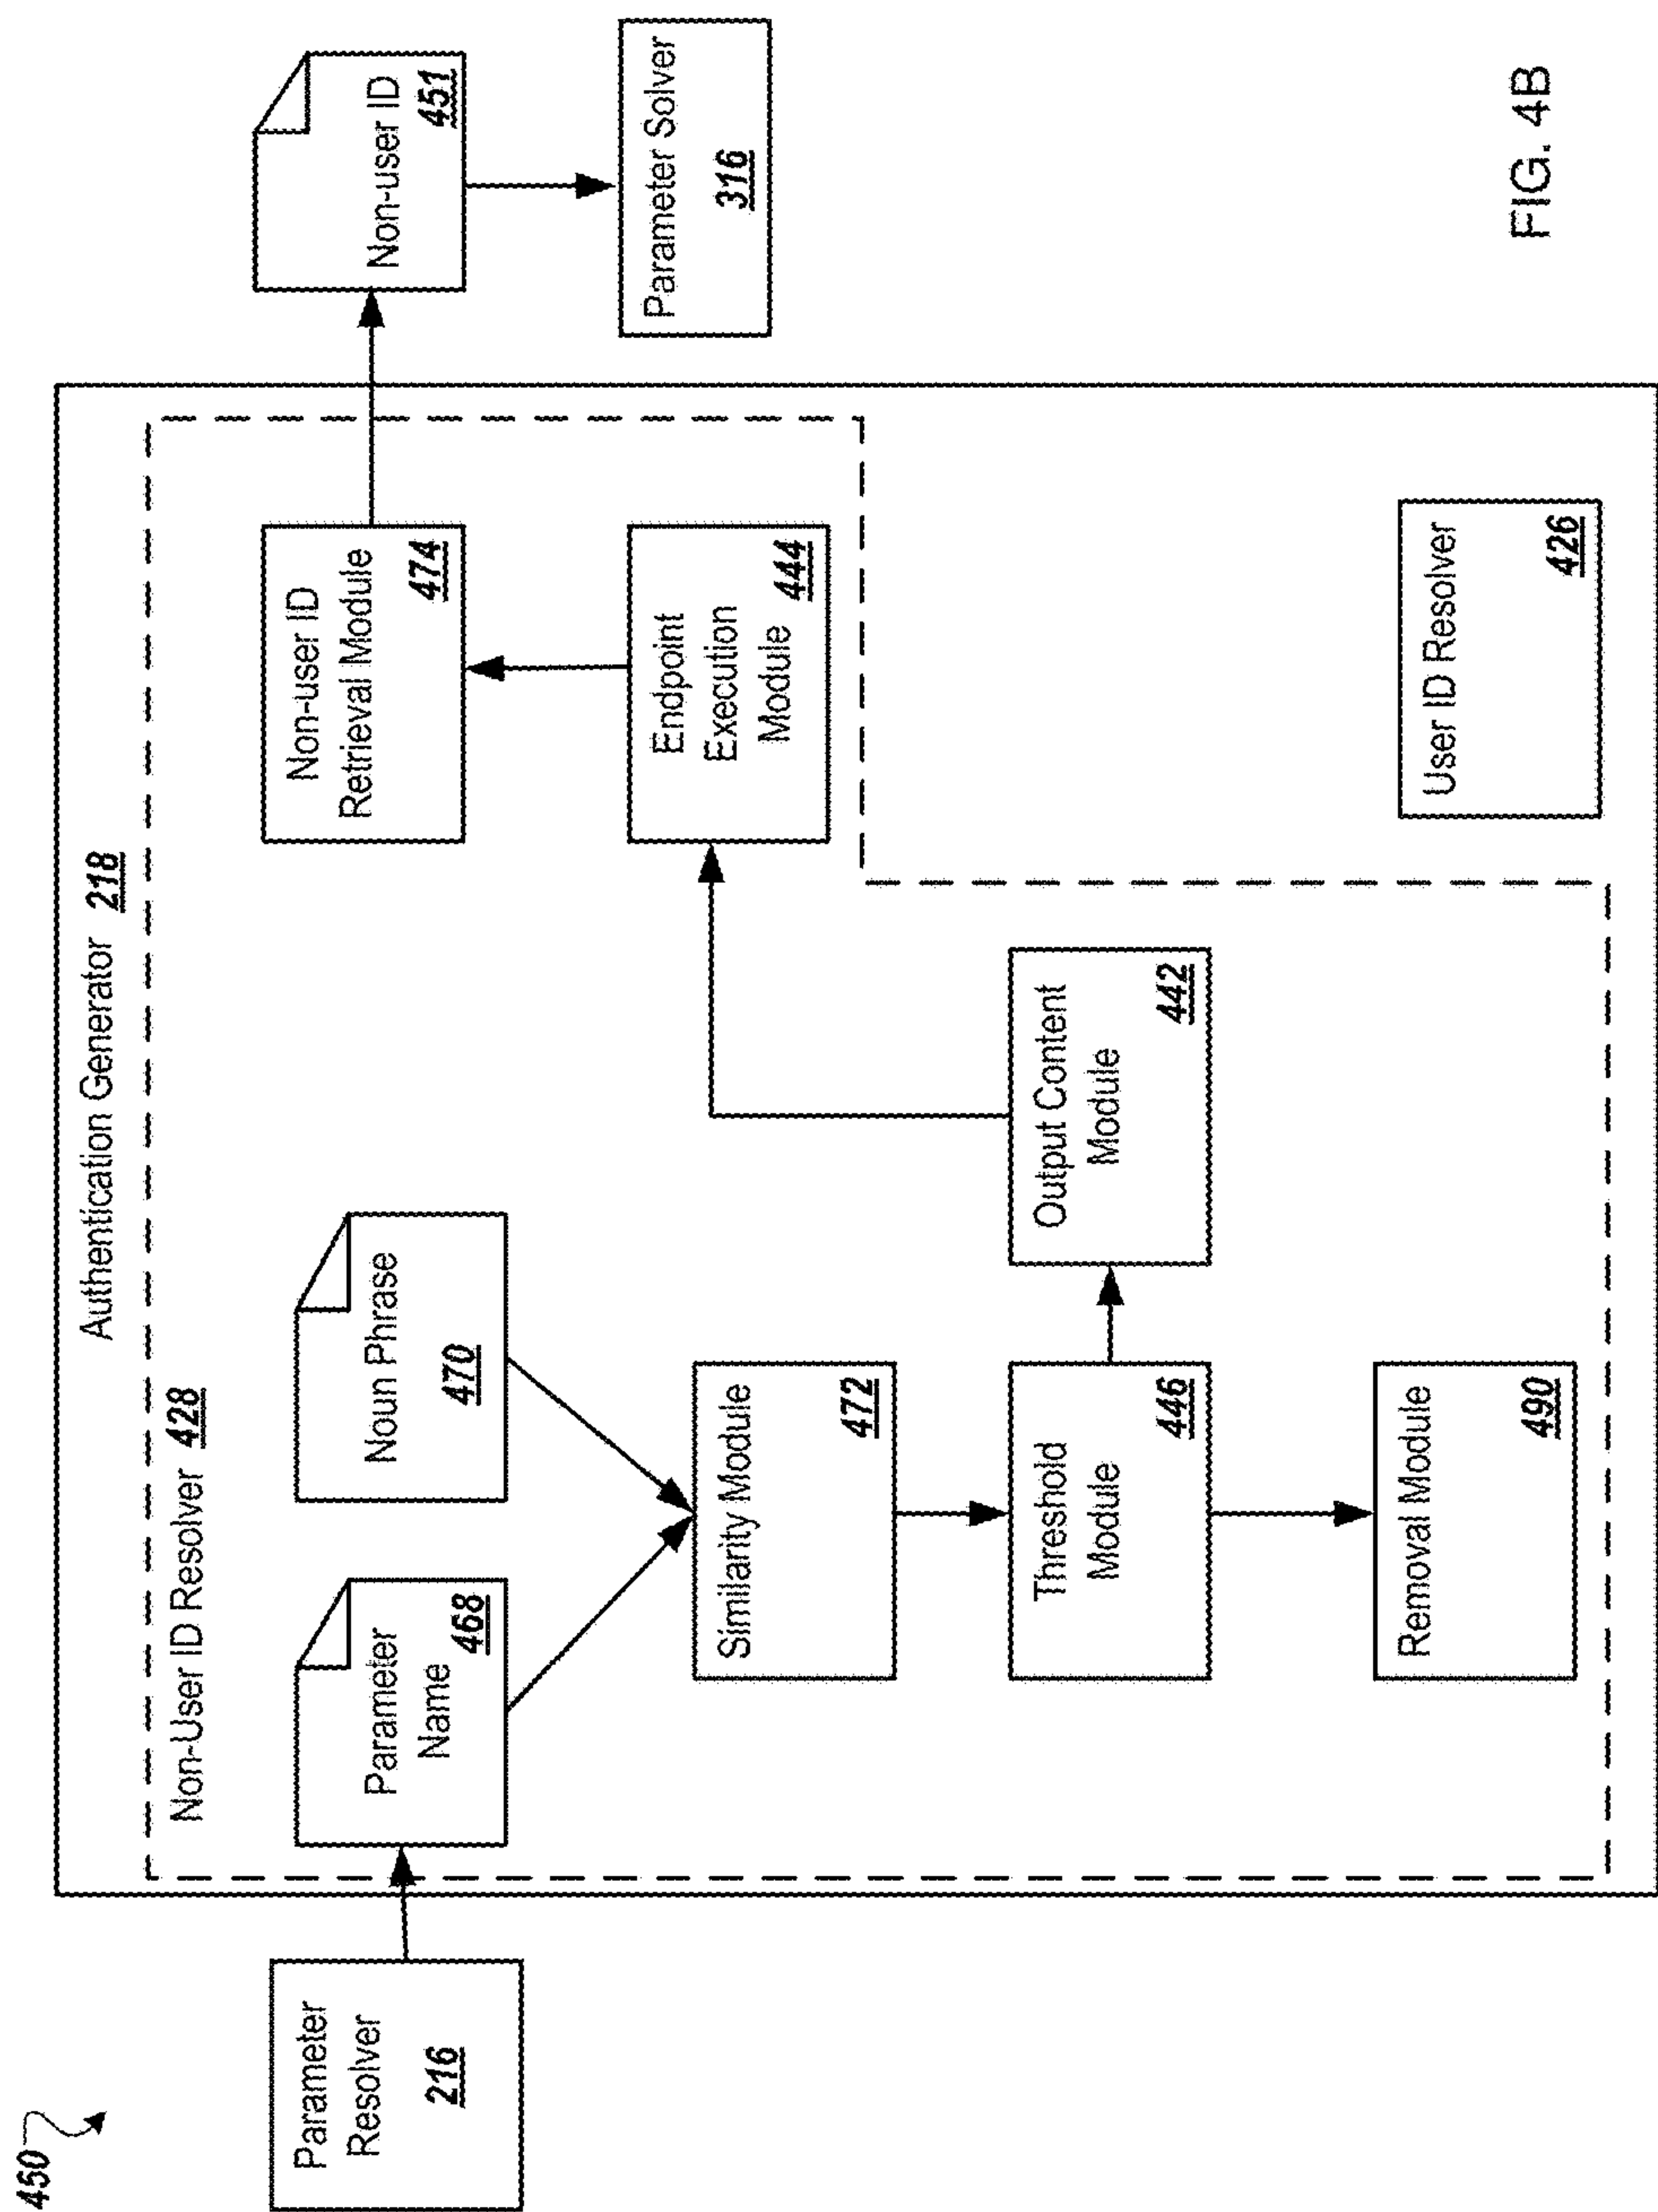 450
Authentication Generator 218
Non-User ID Resolver 428
Parameter
Resolver
216
Parameter
Name
468
Noun Phrase
470
Similarity Module
472
Threshold
Module
446
Removal Module
490
Output Content
Module
442
Endpoint
Execution
Module
444
Non-user ID
Retrieval Module
474
User ID Resolver
426
Non-user ID
451
Parameter Solver
316
FIG. 4B